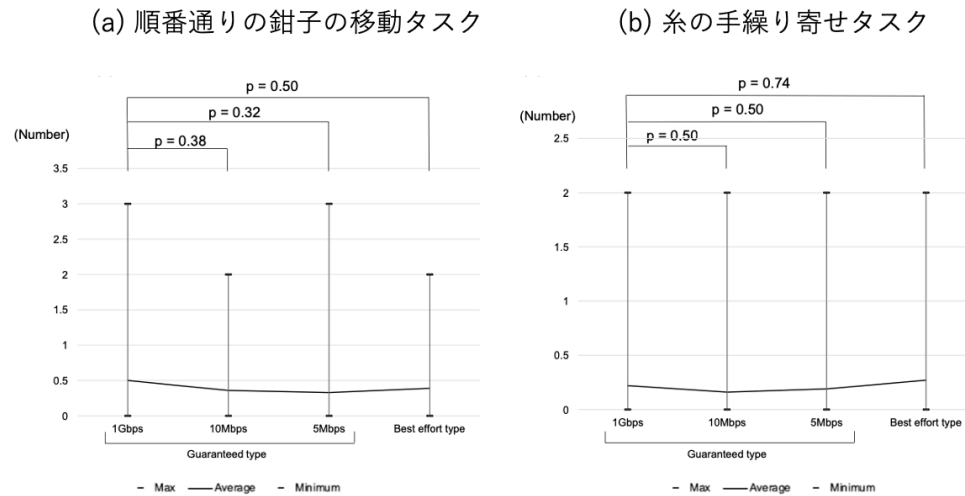 (a) 順番通りの鉗子の移動タスク
p = 0.50
p = 0.32
(Number)
p = 0.38
3.5
3
2.5
2
1.5
1
0.5
0
1Gbps 10Mbps 5Mbps Best effort type
Guaranteed type
Max Average Minimum
(b) 糸の手繰り寄せタスク
p = 0.74
(Number)
p = 0.50
p = 0.50
2.5
2
1.5
1
0.5
0
1Gbps 10Mbps 5Mbps Best effort type
Guaranteed type
Max Average Minimum